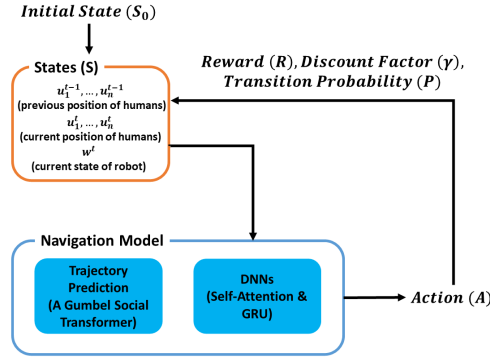 Initial State (S₀)
States (S)
u₁ᵗ⁻¹, ..., uₙᵗ⁻¹
(previous position of humans)
u₁ᵗ, ..., uₙᵗ
(current position of humans)
wᵗ
(current state of robot)
Reward (R), Discount Factor (γ),
Transition Probability (P)
Navigation Model
Trajectory
Prediction
(A Gumbel Social
Transformer)
DNNs
(Self-Attention &
GRU)
Action (A)